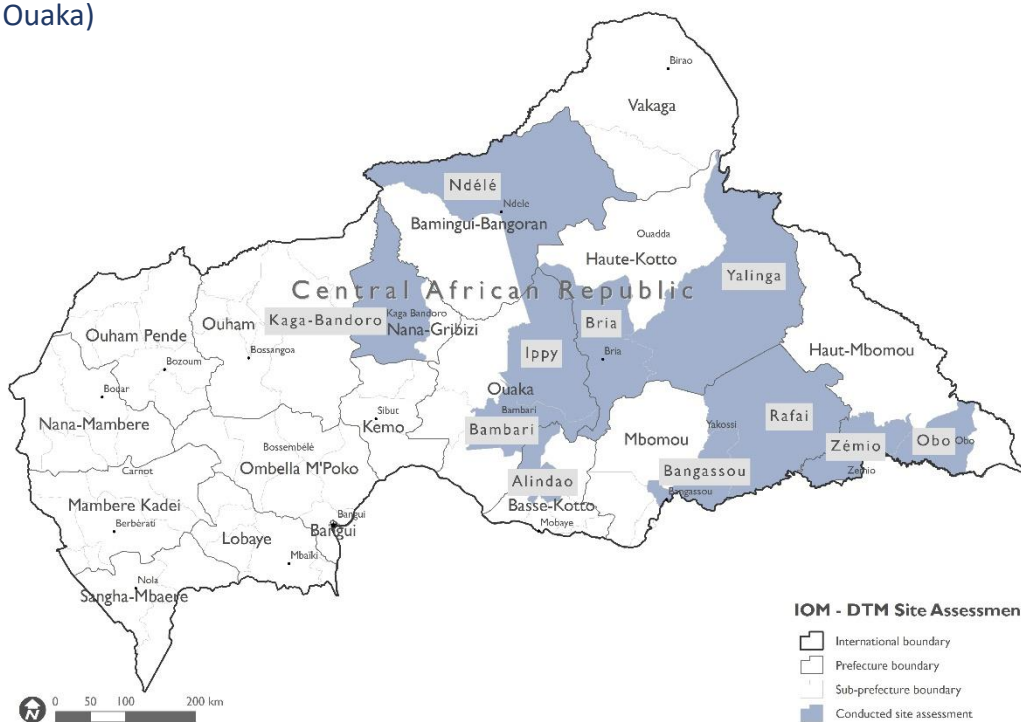 Ouaka)
Birao
Vakaga
Ndélé
Ndele
Bamingui-Bangoran
Ouadda
Haute-Kotto
Yalinga
Central African Republic
Kaga-Bandoro
Kaga Bandoro
Nana-Gribizi
Bria
Bria
Ouham Pende
Ouham
Bozoum
Bossangoa
Ippy
Haut-Mbomou
Bouar
Nana-Mambere
Ouaka
Bambari
Bambari
Sibut
Kemo
Mbomou
Yakossi
Rafai
Zémio
Zemio
Obo
Obo
Bossembélé
Ombella M'Poko
Carnot
Mambere Kadei
Berbérati
Alindao
Bangassou
Bangassou
Basse-Kotto
Mobaye
Bangui
Bangui
Lobaye
Mbaïki
Nola
Sangha-Mbaere
IOM - DTM Site Assessmen
International boundary
Prefecture boundary
Sub-prefecture boundary
Conducted site assessment
N
0 50 100 200 km